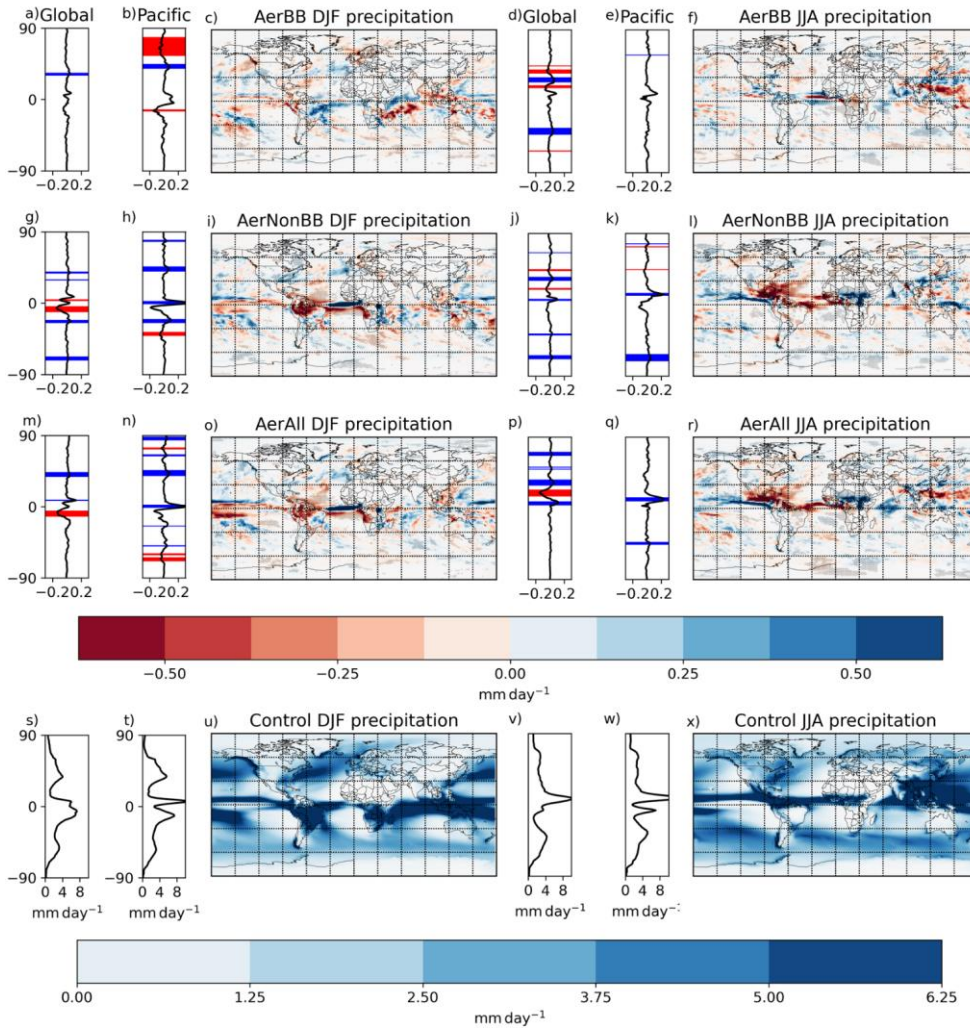 a) Global b) Pacific c) AerBB DJF precipitation d) Global e) Pacific f) AerBB JJA precipitation
90
0
−90
−0.20.2 −0.20.2 −0.20.2 −0.20.2
g) h) i) AerNonBB DJF precipitation j) k) l) AerNonBB JJA precipitation
90
0
−90
−0.20.2 −0.20.2 −0.20.2 −0.20.2
m) n) o) AerAll DJF precipitation p) q) r) AerAll JJA precipitation
90
0
−90
−0.20.2 −0.20.2 −0.20.2 −0.20.2
−0.50 −0.25 0.00 0.25 0.50
mm day⁻¹
s) t) u) Control DJF precipitation v) w) x) Control JJA precipitation
90 90
0 0
−90 −90
0 4 8 0 4 8 0 4 8 0 4 8
mm day⁻¹ mm day⁻¹ mm day⁻¹ mm day⁻
0.00 1.25 2.50 3.75 5.00 6.25
mm day⁻¹